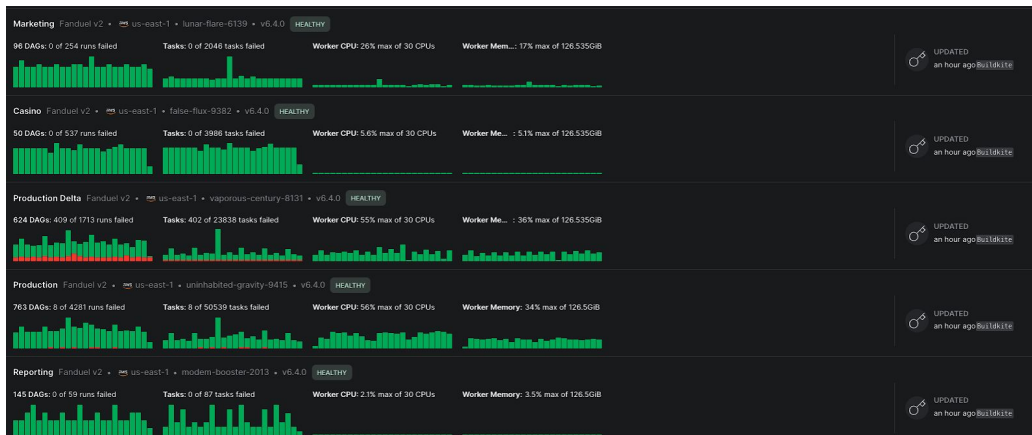 Marketing Fanduel v2 • aws us-east-1 • lunar-flare-6139 • v6.4.0 HEALTHY
96 DAGs: 0 of 254 runs failed Tasks: 0 of 2046 tasks failed Worker CPU: 26% max of 30 CPUs Worker Mem...: 17% max of 126.535GiB
UPDATED
an hour ago Buildkite
Casino Fanduel v2 • aws us-east-1 • false-flux-9382 • v6.4.0 HEALTHY
50 DAGs: 0 of 537 runs failed Tasks: 0 of 3986 tasks failed Worker CPU: 5.6% max of 30 CPUs Worker Me... : 5.1% max of 126.535GiB
UPDATED
an hour ago Buildkite
Production Delta Fanduel v2 • aws us-east-1 • vaporous-century-8131 • v6.4.0 HEALTHY
624 DAGs: 409 of 1713 runs failed Tasks: 402 of 23838 tasks failed Worker CPU: 55% max of 30 CPUs Worker Me... : 36% max of 126.535GiB
UPDATED
an hour ago Buildkite
Production Fanduel v2 • aws us-east-1 • uninhabited-gravity-9415 • v6.4.0 HEALTHY
763 DAGs: 8 of 4281 runs failed Tasks: 8 of 50539 tasks failed Worker CPU: 56% max of 30 CPUs Worker Memory: 34% max of 126.5GiB
UPDATED
an hour ago Buildkite
Reporting Fanduel v2 • aws us-east-1 • modem-booster-2013 • v6.4.0 HEALTHY
145 DAGs: 0 of 59 runs failed Tasks: 0 of 87 tasks failed Worker CPU: 2.1% max of 30 CPUs Worker Memory: 3.5% max of 126.5GiB
UPDATED
an hour ago Buildkite